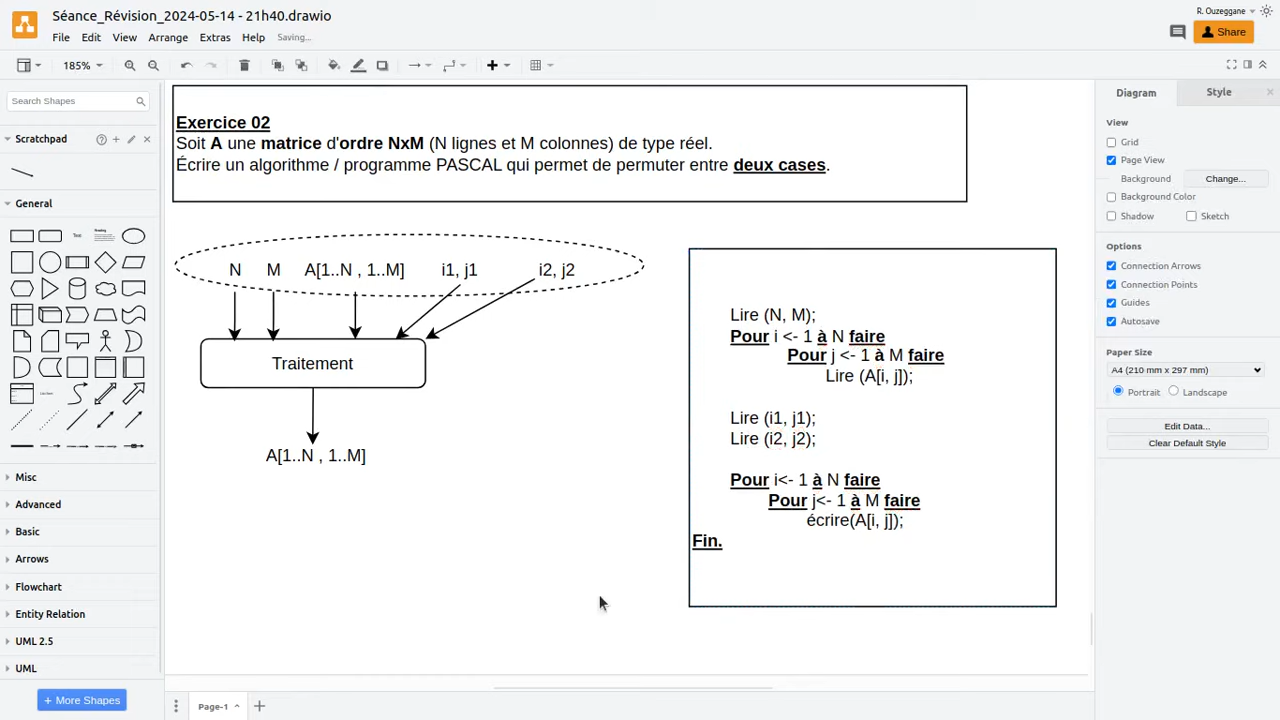 Séance_Révision_2024-05-14 - 21h40.drawio
R. Ouzeggane
File Edit View Arrange Extras Help Saving...
Share
185%
Search Shapes
Scratchpad
General
Text
Heading
Misc
Advanced
Basic
Arrows
Flowchart
Entity Relation
UML 2.5
UML
+ More Shapes
Exercice 02
Soit A une matrice d'ordre NxM (N lignes et M colonnes) de type réel.
Écrire un algorithme / programme PASCAL qui permet de permuter entre deux cases.
N M A[1..N , 1..M] i1, j1 i2, j2
Traitement
A[1..N , 1..M]
Lire (N, M);
Pour i <- 1 à N faire
Pour j <- 1 à M faire
Lire (A[i, j]);
Lire (i1, j1);
Lire (i2, j2);
Pour i<- 1 à N faire
Pour j<- 1 à M faire
écrire(A[i, j]);
Fin.
Page-1
Diagram Style
View
Grid
Page View
Background Change...
Background Color
Shadow Sketch
Options
Connection Arrows
Connection Points
Guides
Autosave
Paper Size
A4 (210 mm x 297 mm)
Portrait Landscape
Edit Data...
Clear Default Style